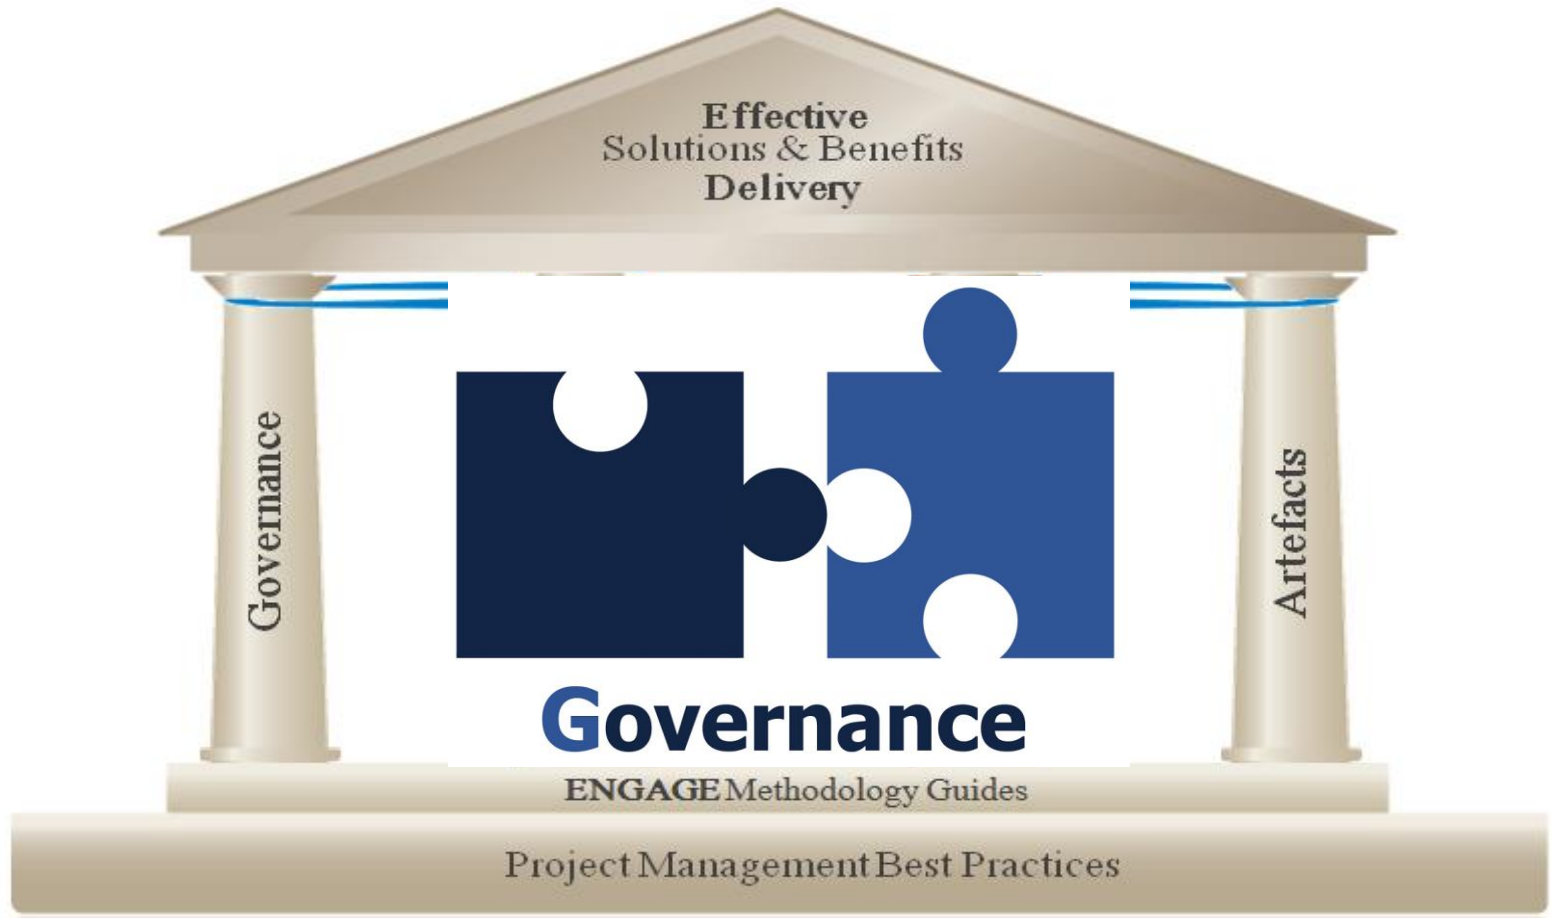 Effective
Solutions & Benefits
Delivery
Governance
Artefacts
Governance
ENGAGE Methodology Guides
Project Management Best Practices